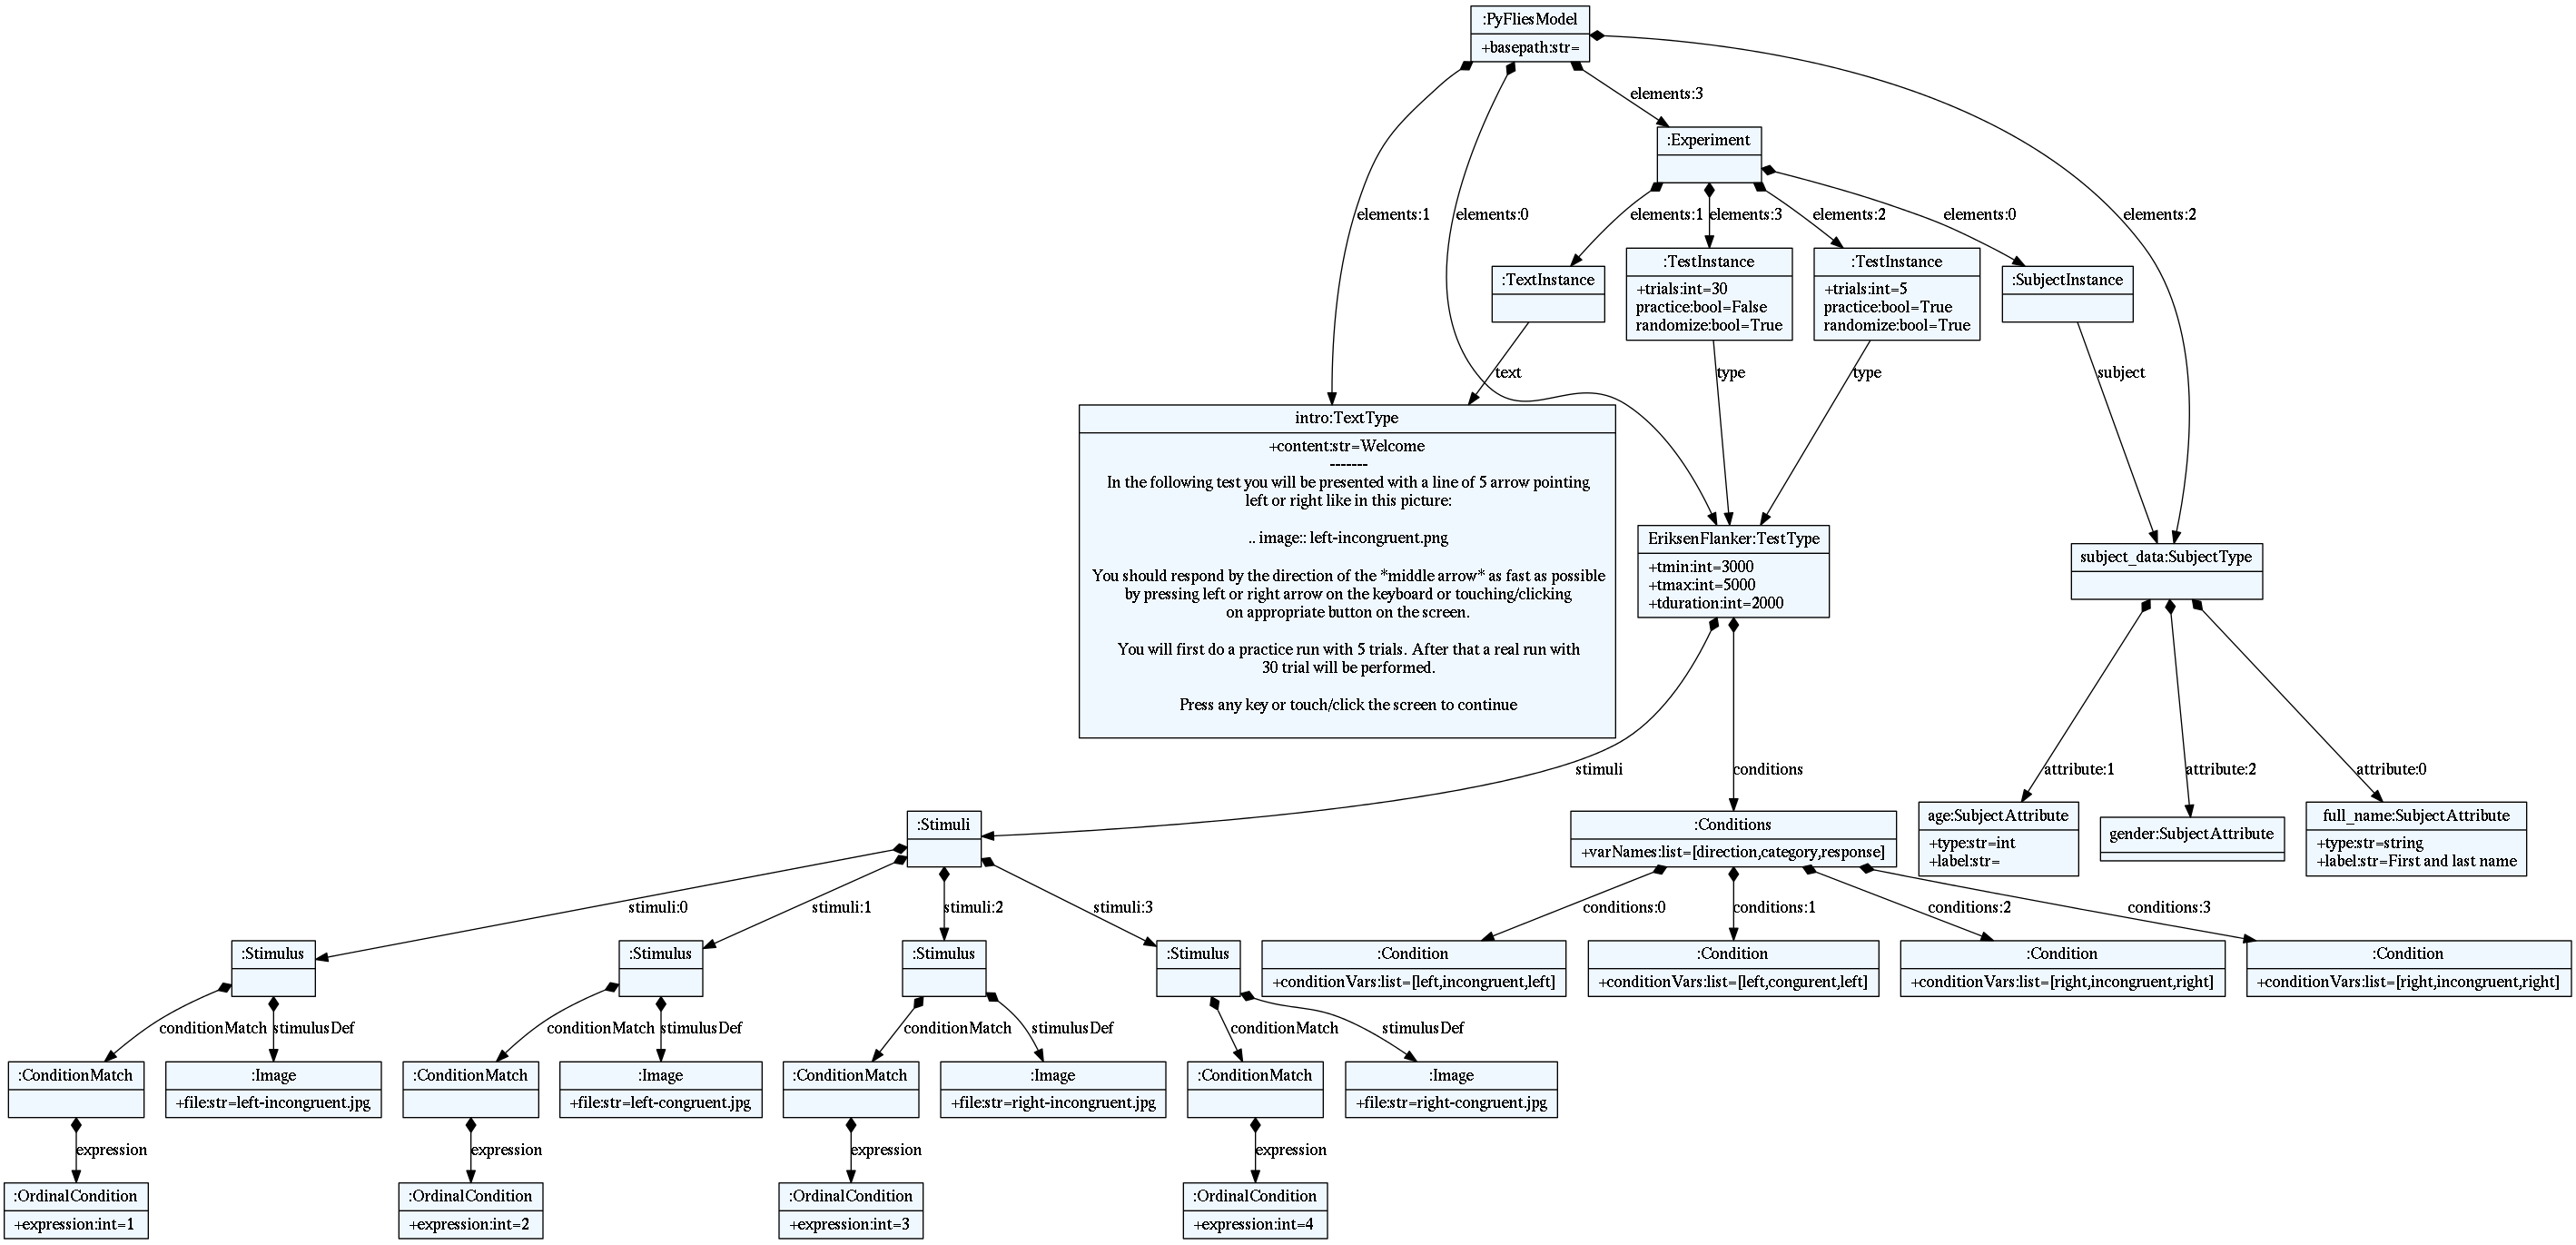 :PyFliesModel
+basepath:str=
elements:3
:Experiment
elements:1
elements:0
elements:1
elements:3
elements:2
elements:0
elements:2
:TextInstance
:TestInstance
+trials:int=30
practice:bool=False
randomize:bool=True
:TestInstance
+trials:int=5
practice:bool=True
randomize:bool=True
:SubjectInstance
text
type
type
subject
intro:TextType
+content:str=Welcome
-------
In the following test you will be presented with a line of 5 arrow pointing
left or right like in this picture:
.. image:: left-incongruent.png
You should respond by the direction of the *middle arrow* as fast as possible
by pressing left or right arrow on the keyboard or touching/clicking
on appropriate button on the screen.
You will first do a practice run with 5 trials. After that a real run with
30 trial will be performed.
Press any key or touch/click the screen to continue
EriksenFlanker:TestType
+tmin:int=3000
+tmax:int=5000
+tduration:int=2000
subject_data:SubjectType
stimuli
conditions
attribute:1
attribute:2
attribute:0
:Stimuli
:Conditions
+varNames:list=[direction,category,response]
age:SubjectAttribute
+type:str=int
+label:str=
gender:SubjectAttribute
full_name:SubjectAttribute
+type:str=string
+label:str=First and last name
stimuli:0
stimuli:1
stimuli:2
stimuli:3
conditions:0
conditions:1
conditions:2
conditions:3
:Stimulus
:Stimulus
:Stimulus
:Stimulus
:Condition
+conditionVars:list=[left,incongruent,left]
:Condition
+conditionVars:list=[left,congurent,left]
:Condition
+conditionVars:list=[right,incongruent,right]
:Condition
+conditionVars:list=[right,incongruent,right]
conditionMatch
stimulusDef
conditionMatch
stimulusDef
conditionMatch
stimulusDef
conditionMatch
stimulusDef
:ConditionMatch
:Image
+file:str=left-incongruent.jpg
:ConditionMatch
:Image
+file:str=left-congruent.jpg
:ConditionMatch
:Image
+file:str=right-incongruent.jpg
:ConditionMatch
:Image
+file:str=right-congruent.jpg
expression
expression
expression
expression
:OrdinalCondition
+expression:int=1
:OrdinalCondition
+expression:int=2
:OrdinalCondition
+expression:int=3
:OrdinalCondition
+expression:int=4